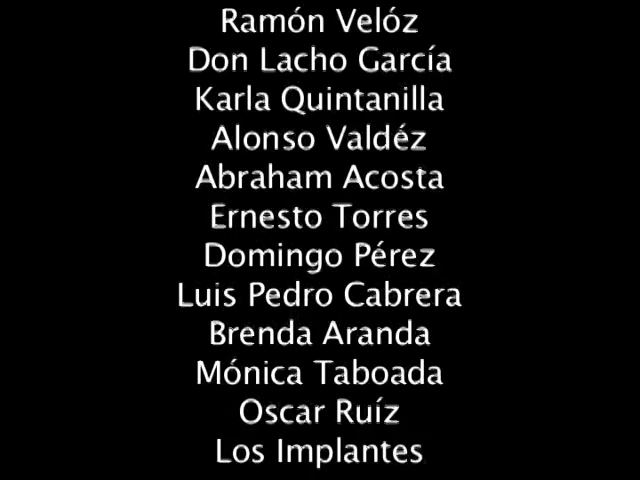 Ramón Velóz
Don Lacho García
Karla Quintanilla
Alonso Valdéz
Abraham Acosta
Ernesto Torres
Domingo Pérez
Luis Pedro Cabrera
Brenda Aranda
Mónica Taboada
Oscar Ruíz
Los Implantes